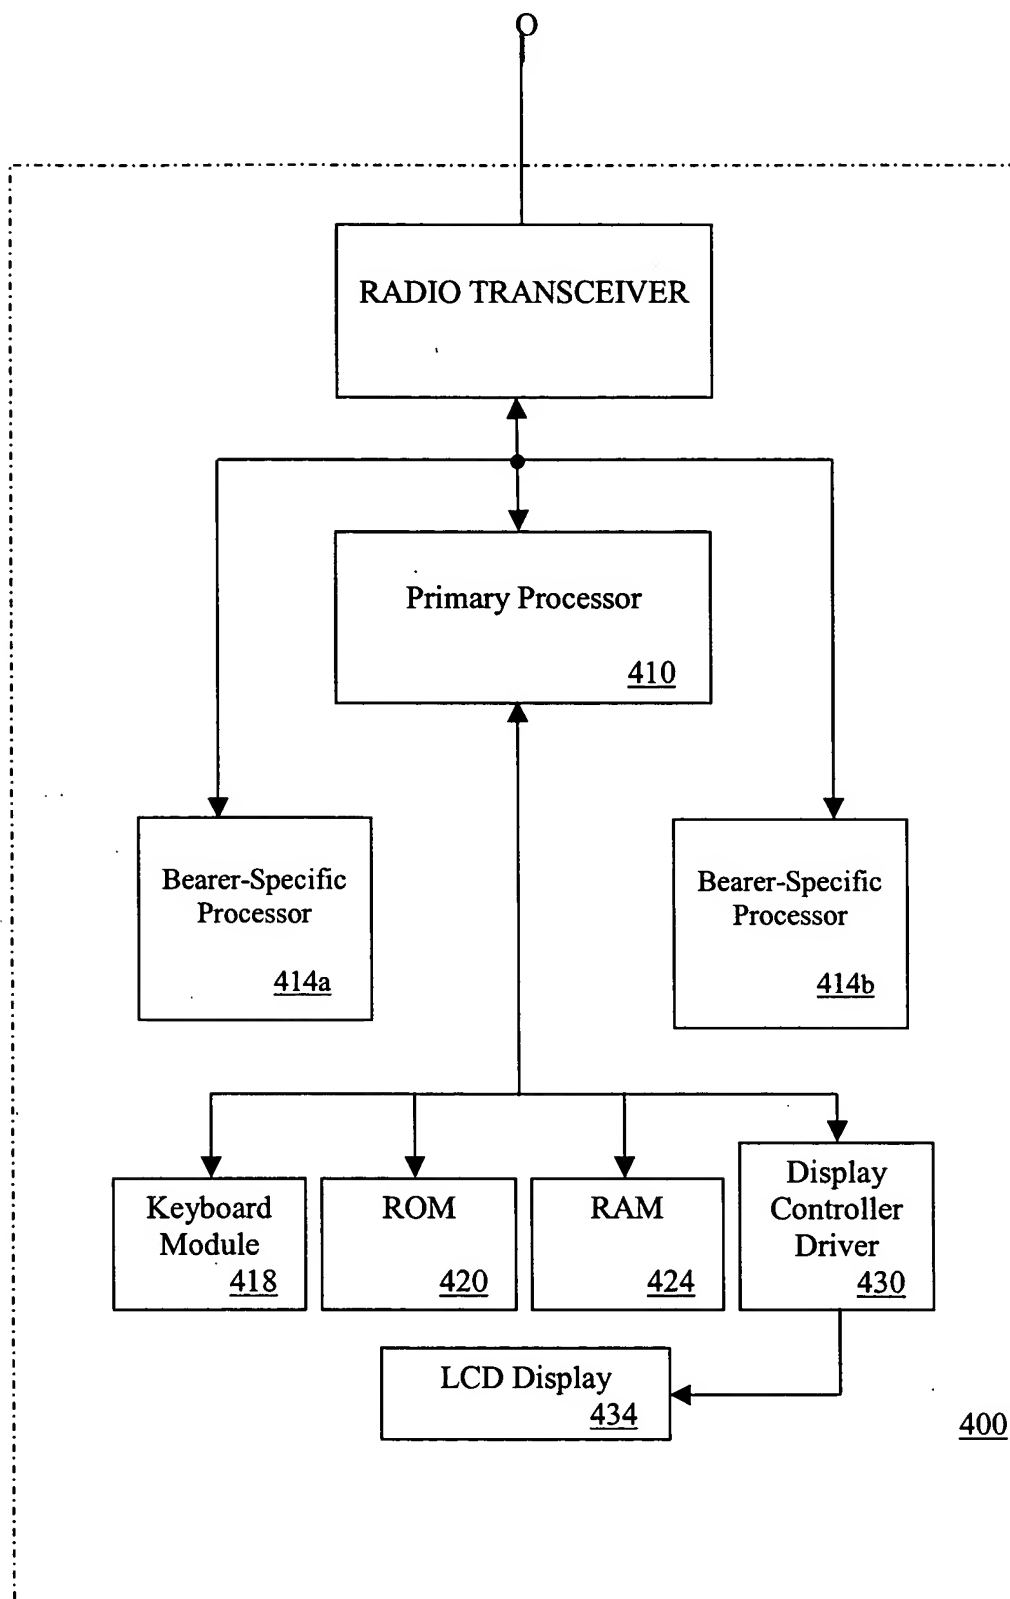 RADIO TRANSCEIVER
Primary Processor
410
Bearer-Specific
Processor
414a
Bearer-Specific
Processor
414b
Keyboard
Module
418
ROM
420
RAM
424
Display
Controller
Driver
430
LCD Display
434
400